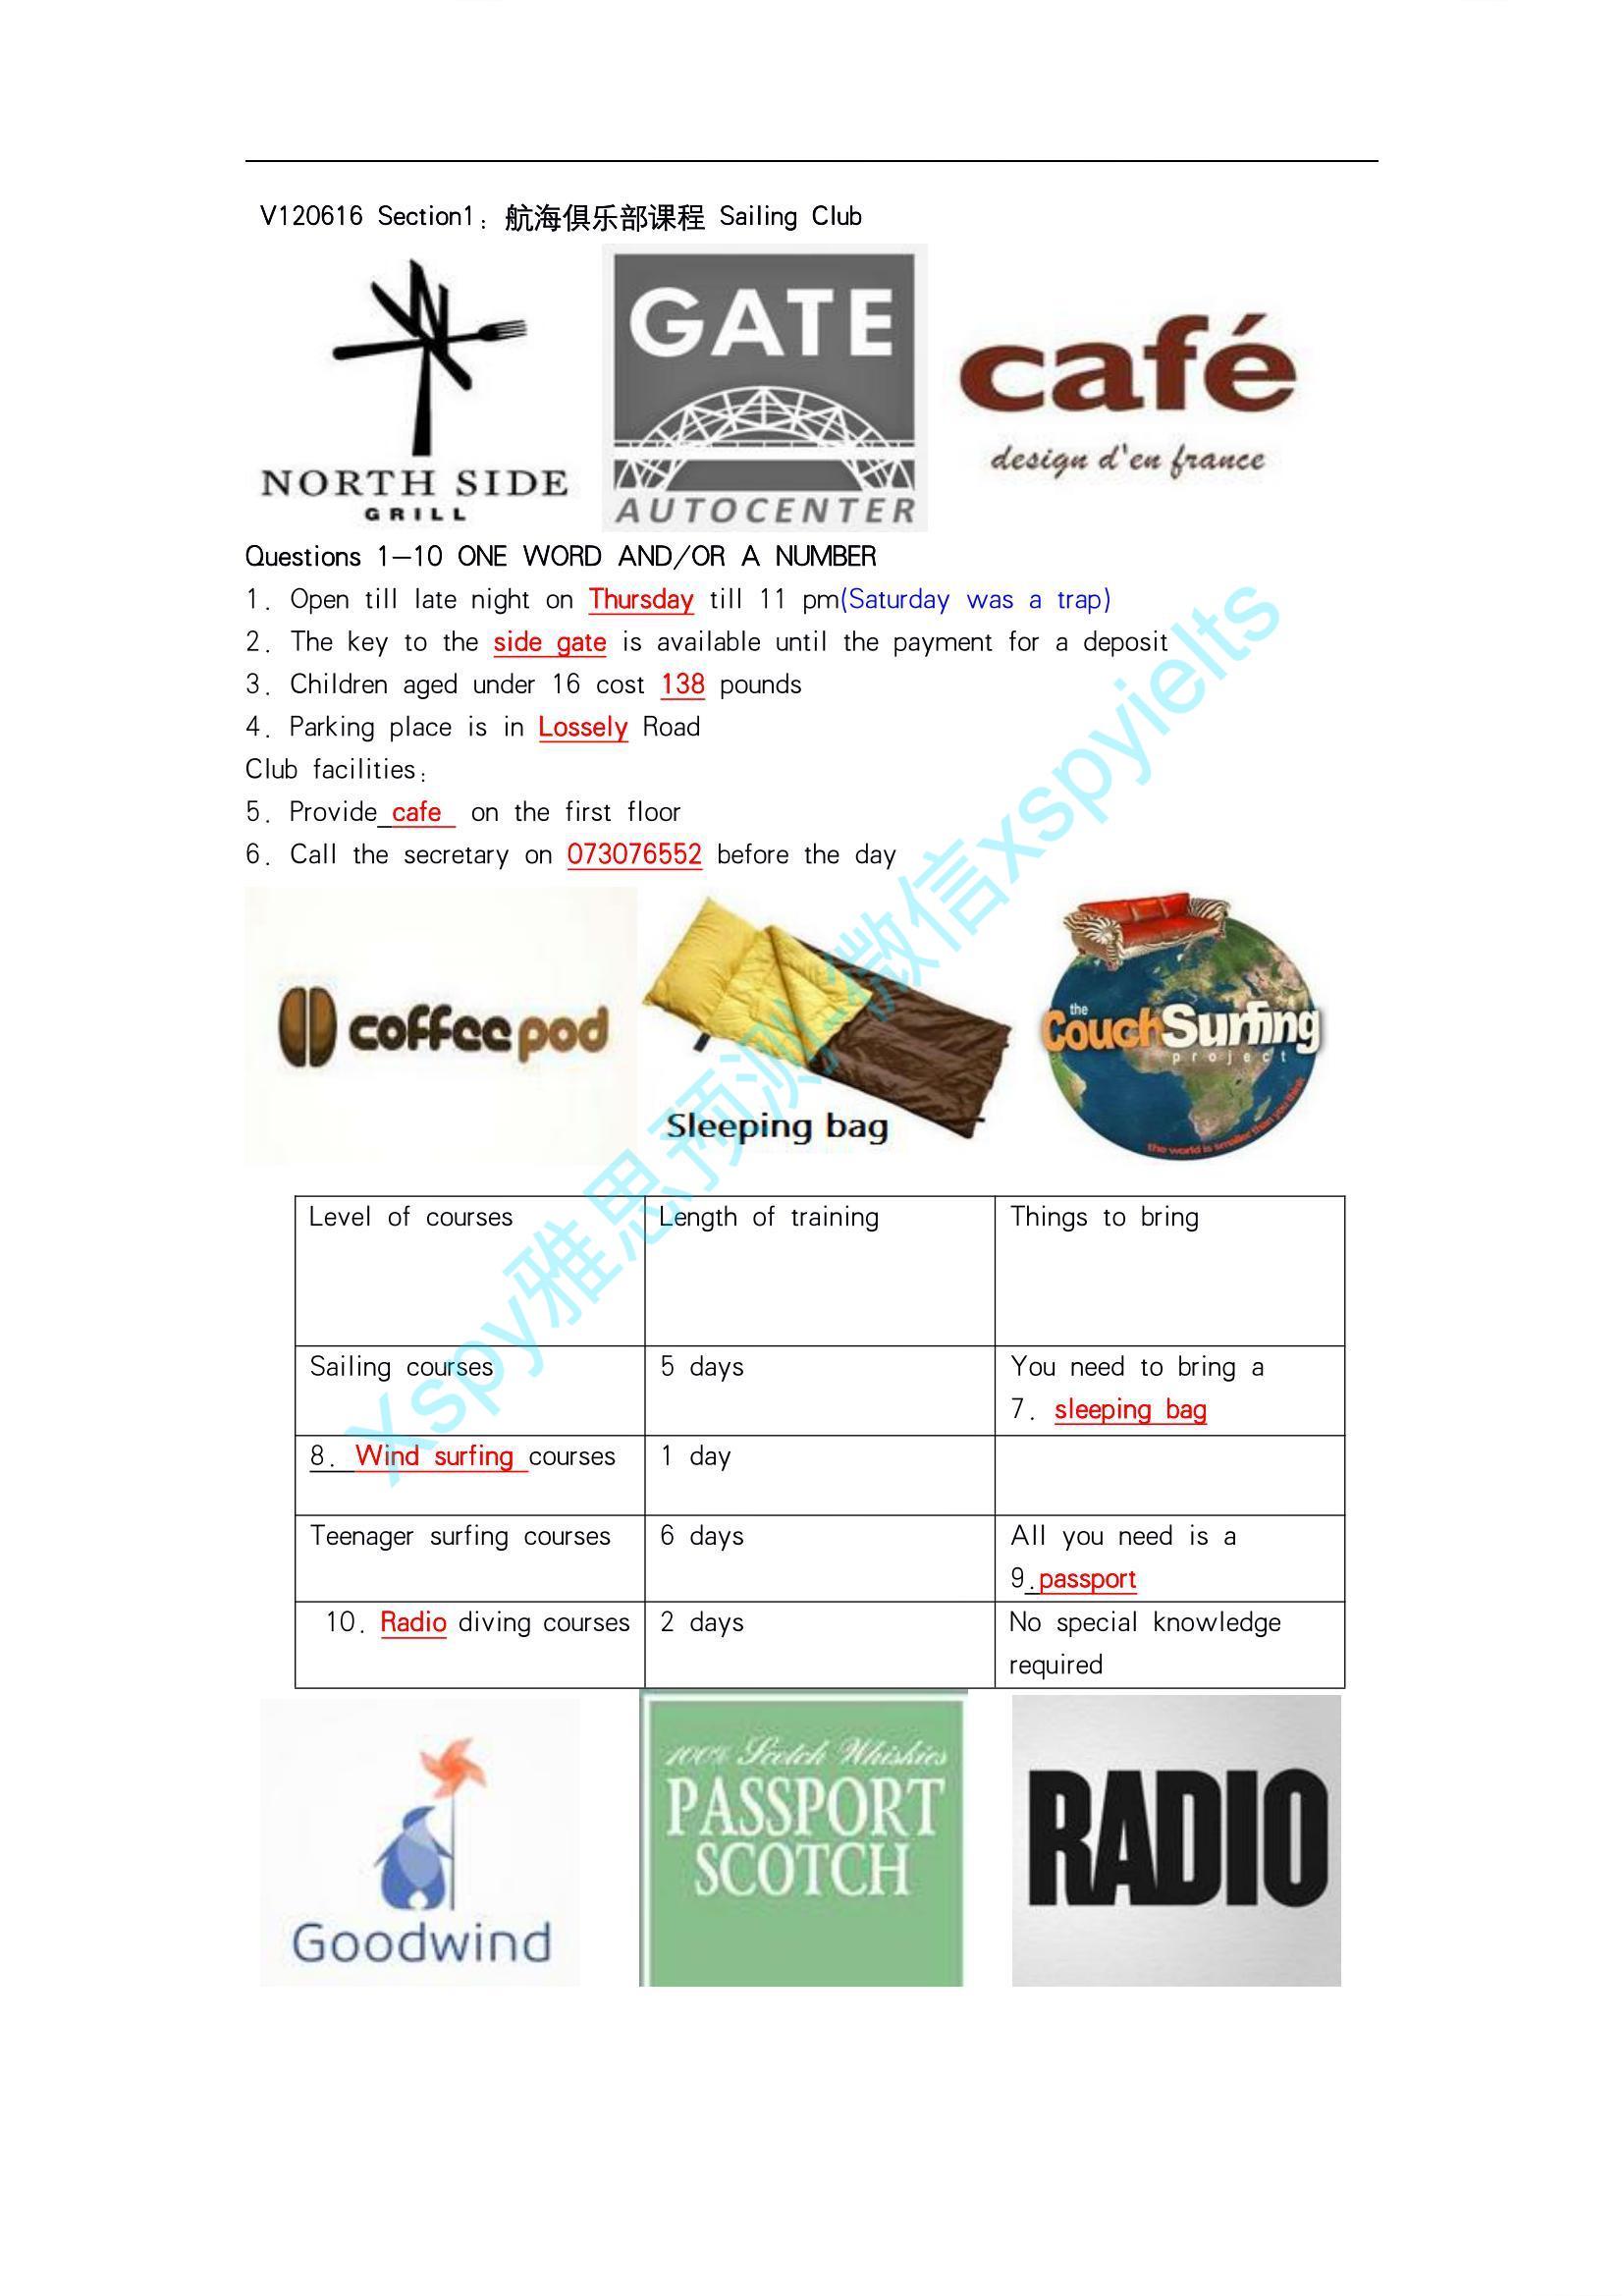 V120616 Section1：航海俱乐部课程 Sailing Club
NORTH SIDE
GRILL
GATE
AUTOCENTER
café
design d'en france
Questions 1—10 ONE WORD AND/OR A NUMBER
1. Open till late night on Thursday till 11 pm(Saturday was a trap)
2. The key to the side gate is available until the payment for a deposit
3. Children aged under 16 cost 138 pounds
4. Parking place is in Lossely Road
Club facilities：
5. Provide cafe on the first floor
6. Call the secretary on 073076552 before the day
coffee pod
Sleeping bag
the
CouchSurfing
project
the world is smaller than you think
Level of courses Length of training Things to bring
Sailing courses 5 days You need to bring a
7. sleeping bag
8. Wind surfing courses 1 day
Teenager surfing courses 6 days All you need is a
9.passport
10. Radio diving courses 2 days No special knowledge
required
Goodwind
100% Scotch Whiskies
PASSPORT
SCOTCH
RADIO
Xspy雅思预测,微信xspyielts